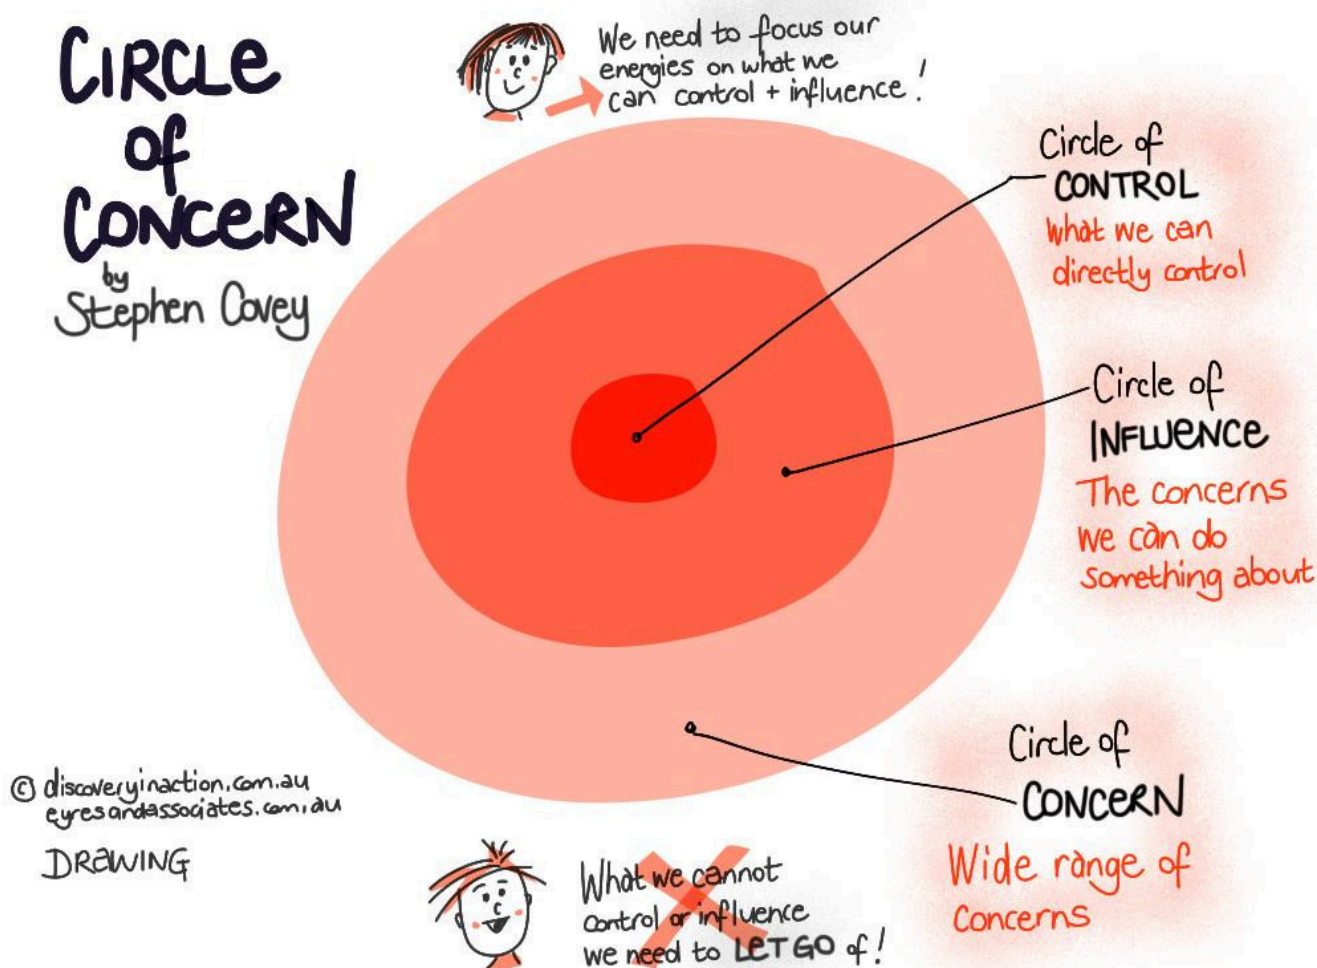 CIRCLE
of
CONCERN
by
Stephen Covey
We need to focus our
energies on what we
can control + influence!
Circle of
CONTROL
What we can
directly control
Circle of
INFLUENCE
The concerns
we can do
something about
Circle of
CONCERN
Wide range of
concerns
© discoveryinaction.com.au
eyresandassociates.com.au
DRAWING
What we cannot
control or influence
we need to LET GO of!